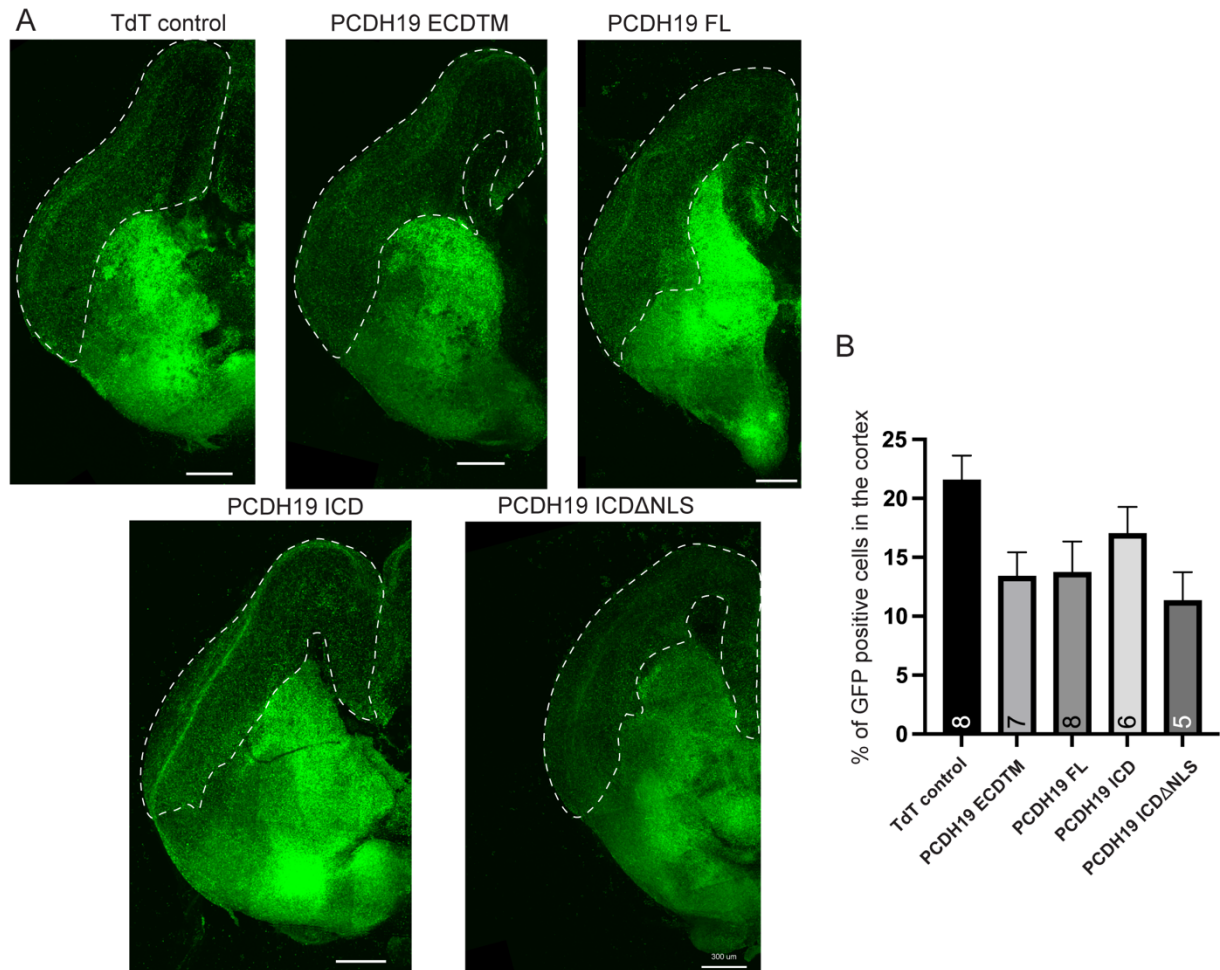 A
TdT control
PCDH19 ECDTM
PCDH19 FL
PCDH19 ICD
PCDH19 ICDΔNLS
300 um
B
% of GFP positive cells in the cortex
25
20
15
10
5
0
8
7
8
6
5
TdT control
PCDH19 ECDTM
PCDH19 FL
PCDH19 ICD
PCDH19 ICDΔNLS